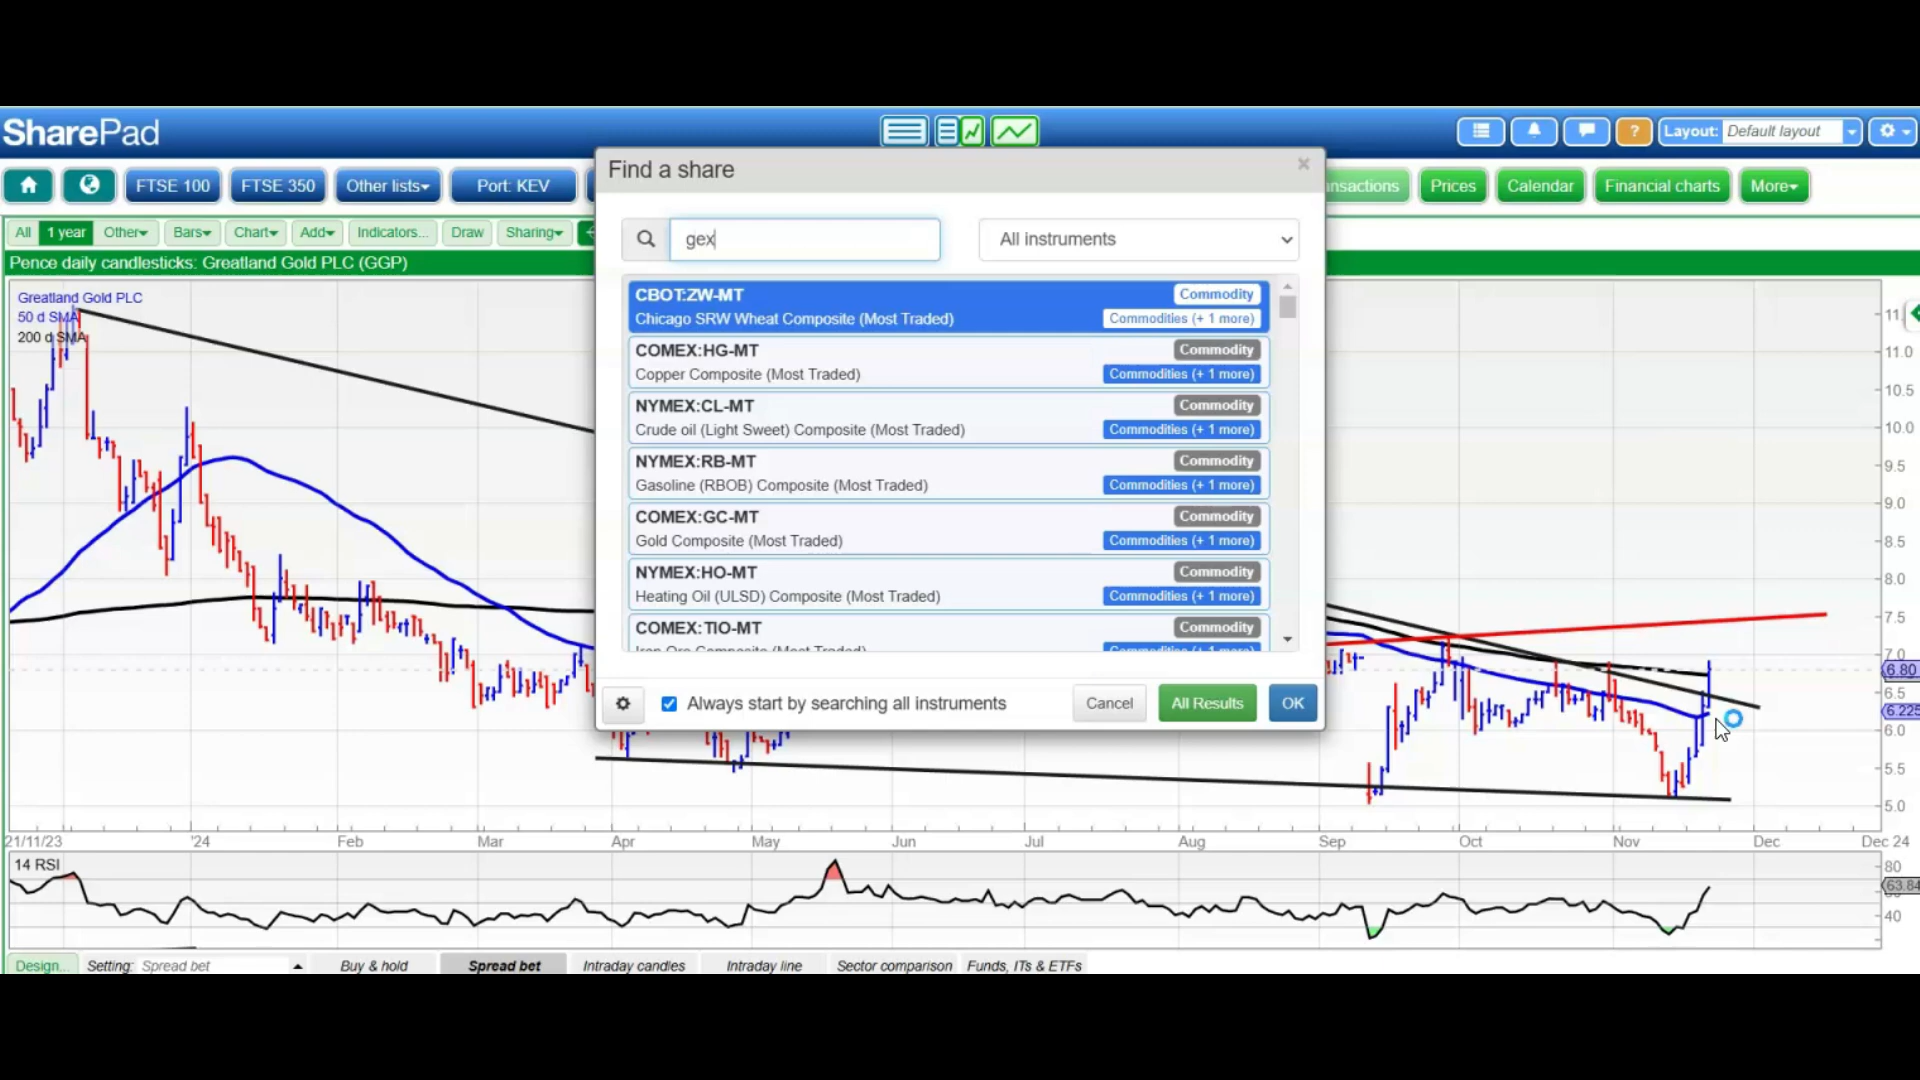 SharePad
Layout: Default layout
?
FTSE 100
FTSE 350
Other lists
Port: KEV
nsactions
Prices
Calendar
Financial charts
More
Find a share
gex
All instruments
All
1 year
Other
Bars
Chart
Add
Indicators...
Draw
Sharing
Pence daily candlesticks: Greatland Gold PLC (GGP)
Greatland Gold PLC
50 d SMA
200 d SMA
CBOT:ZW-MT
Commodity
Chicago SRW Wheat Composite (Most Traded)
Commodities (+ 1 more)
COMEX:HG-MT
Commodity
Copper Composite (Most Traded)
Commodities (+ 1 more)
NYMEX:CL-MT
Commodity
Crude oil (Light Sweet) Composite (Most Traded)
Commodities (+ 1 more)
NYMEX:RB-MT
Commodity
Gasoline (RBOB) Composite (Most Traded)
Commodities (+ 1 more)
COMEX:GC-MT
Commodity
Gold Composite (Most Traded)
Commodities (+ 1 more)
NYMEX:HO-MT
Commodity
Heating Oil (ULSD) Composite (Most Traded)
Commodities (+ 1 more)
COMEX:TIO-MT
Commodity
Iron Ore Composite (Most Traded)
Commodities (+ 1 more)
Always start by searching all instruments
Cancel
All Results
OK
11.
11.0
10.5
10.0
9.5
9.0
8.5
8.0
7.5
7.0
6.80
6.5
6.225
6.0
5.5
5.0
21/11/23
'24
Feb
Mar
Apr
May
Jun
Jul
Aug
Sep
Oct
Nov
Dec
Dec 24
14 RSI
80
63.84
40
Design...
Setting: Spread bet
Buy & hold
Spread bet
Intraday candles
Intraday line
Sector comparison
Funds, ITs & ETFs